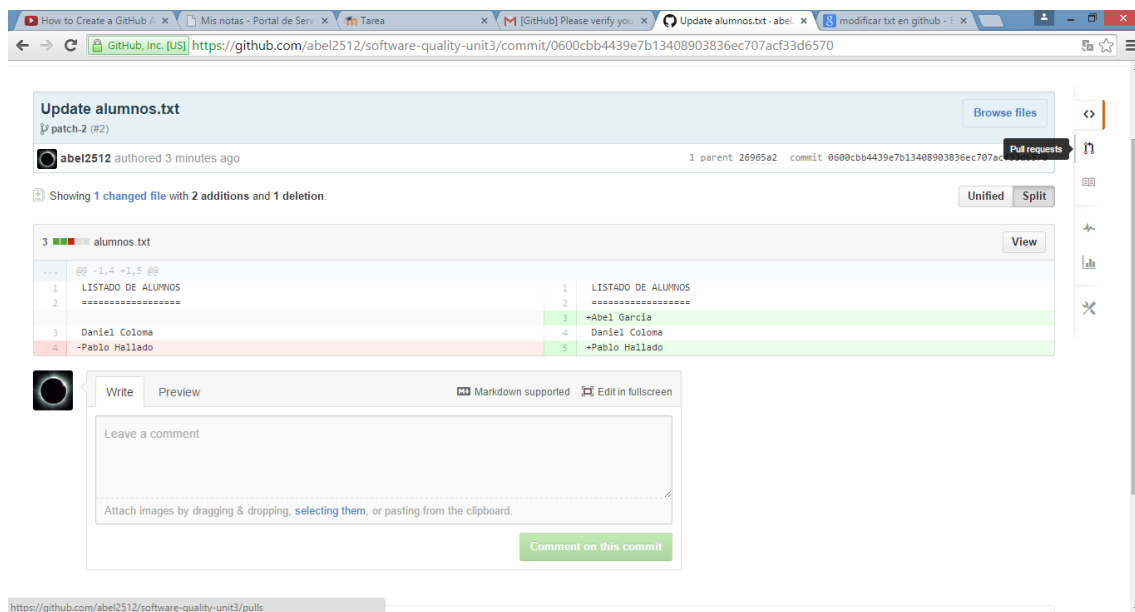 How to Create a GitHub A
Mis notas - Portal de Serv
Tarea
[GitHub] Please verify you
Update alumnos.txt · abel
modificar txt en github - B
GitHub, Inc. [US] https://github.com/abel2512/software-quality-unit3/commit/0600cbb4439e7b13408903836ec707acf33d6570
Update alumnos.txt
Browse files
patch-2 (#2)
Pull requests
abel2512 authored 3 minutes ago
1 parent 26965a2 commit 0600cbb4439e7b13408903836ec707acf33d6570
Showing 1 changed file with 2 additions and 1 deletion.
Unified Split
3 alumnos.txt
View
... @@ -1,4 +1,5 @@
1 LISTADO DE ALUMNOS 1 LISTADO DE ALUMNOS
2 ================== 2 ==================
3 +Abel Garcia
3 Daniel Coloma 4 Daniel Coloma
4 -Pablo Hallado 5 +Pablo Hallado
Write Preview Markdown supported Edit in fullscreen
Leave a comment
Attach images by dragging & dropping, selecting them, or pasting from the clipboard.
Comment on this commit
https://github.com/abel2512/software-quality-unit3/pulls